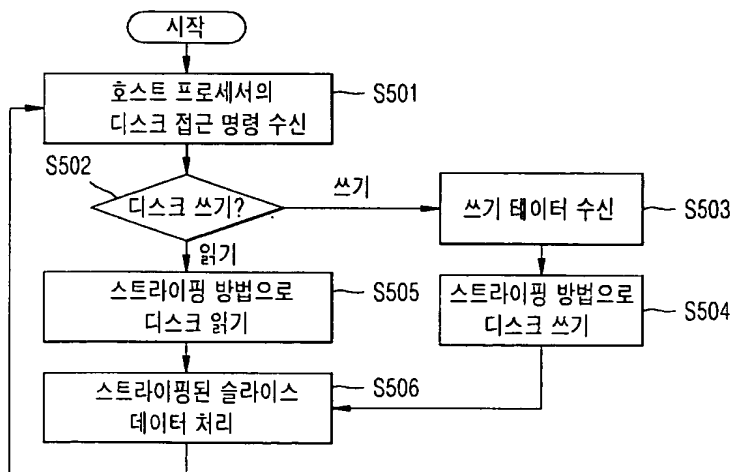 시작
호스트 프로세서의
디스크 접근 명령 수신
S501
S502
디스크 쓰기?
쓰기
쓰기 데이터 수신
S503
읽기
스트라이핑 방법으로
디스크 읽기
S505
스트라이핑 방법으로
디스크 쓰기
S504
스트라이핑된 슬라이스
데이터 처리
S506